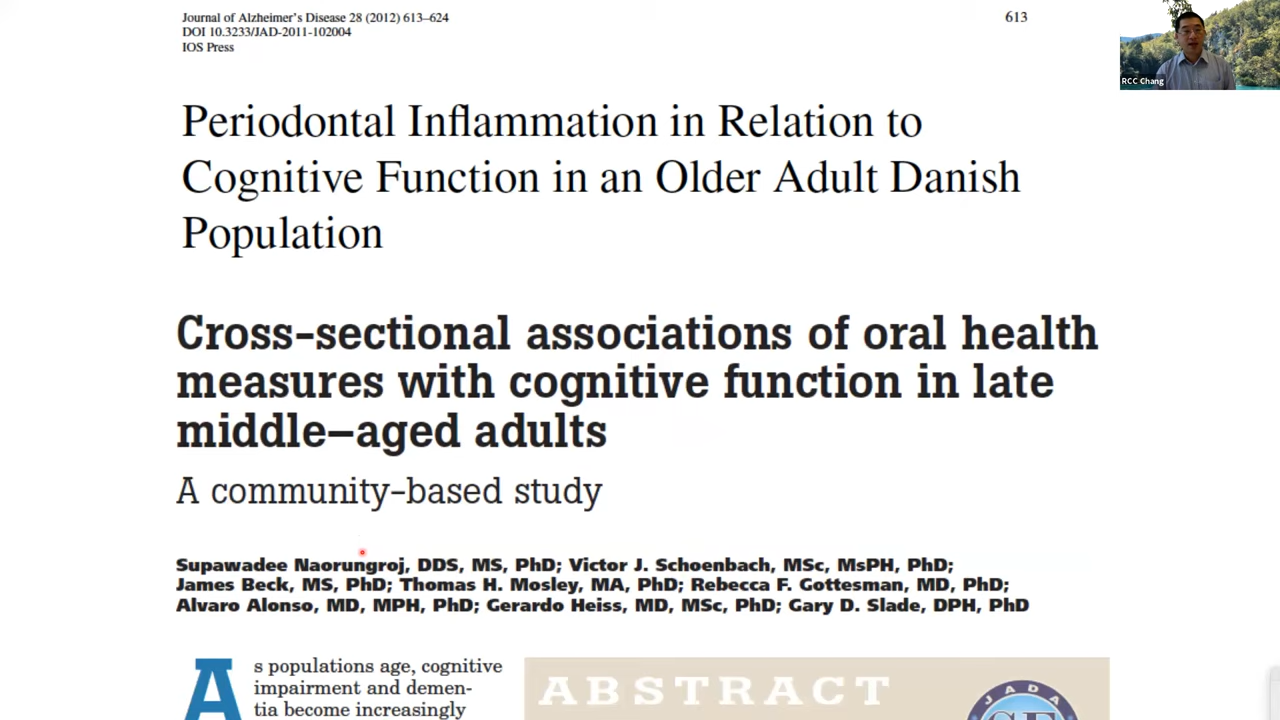 Journal of Alzheimer's Disease 28 (2012) 613–624
DOI 10.3233/JAD-2011-102004
IOS Press
613
RCC Chang
Periodontal Inflammation in Relation to
Cognitive Function in an Older Adult Danish
Population
Cross-sectional associations of oral health
measures with cognitive function in late
middle–aged adults
A community-based study
Supawadee Naorungroj, DDS, MS, PhD; Victor J. Schoenbach, MSc, MsPH, PhD;
James Beck, MS, PhD; Thomas H. Mosley, MA, PhD; Rebecca F. Gottesman, MD, PhD;
Alvaro Alonso, MD, MPH, PhD; Gerardo Heiss, MD, MSc, PhD; Gary D. Slade, DPH, PhD
As populations age, cognitive
impairment and demen-
tia become increasingly
ABSTRACT
JADA